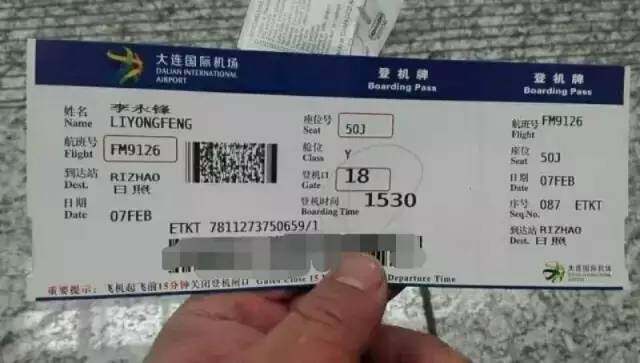 大连国际机场
DALIAN INTERNATIONAL
AIRPORT
登机牌
Boarding Pass
登机牌
Boarding Pass
姓名
Name
李永锋
LIYONGFENG
航班号
Flight
FM9126
到达站
Dest.
RIZHAO
日照
日期
Date
07FEB
座位号
Seat
50J
舱位
Class
Y
登机口
Gate
18
登机时间
Boarding Time
1530
ETKT 7811273750659/1
重要提示：飞机起飞前15分钟关闭登机闸口 Gates Close 15
Departure Time
航班号
Flight
FM9126
座位
Seat
50J
日期
Date
07FEB
序号
Seq.No.
087 ETKT
到达站
Dest.
RIZHAO
日照
大连国际机场